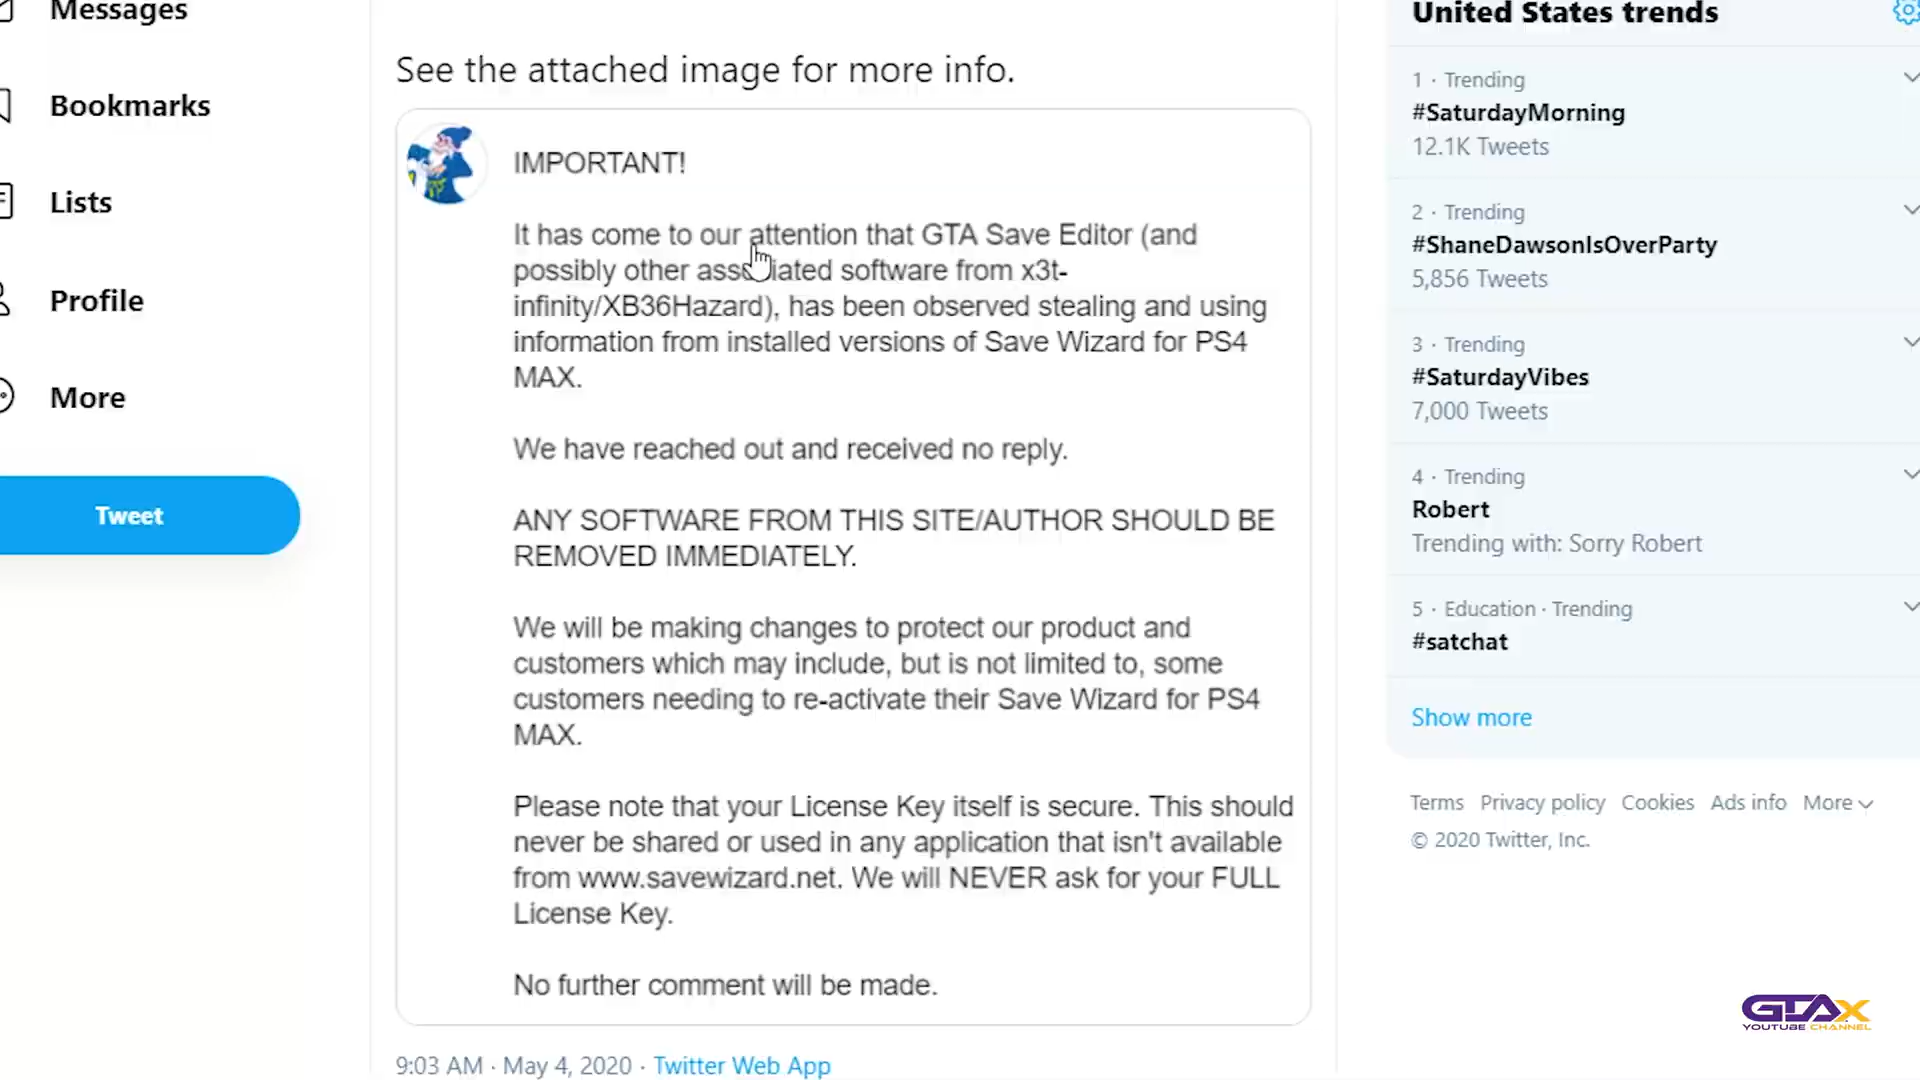 Messages
Bookmarks
Lists
Profile
More
Tweet
See the attached image for more info.
IMPORTANT!
It has come to our attention that GTA Save Editor (and
possibly other associated software from x3t-
infinity/XB36Hazard), has been observed stealing and using
information from installed versions of Save Wizard for PS4
MAX.
We have reached out and received no reply.
ANY SOFTWARE FROM THIS SITE/AUTHOR SHOULD BE
REMOVED IMMEDIATELY.
We will be making changes to protect our product and
customers which may include, but is not limited to, some
customers needing to re-activate their Save Wizard for PS4
MAX.
Please note that your License Key itself is secure. This should
never be shared or used in any application that isn't available
from www.savewizard.net. We will NEVER ask for your FULL
License Key.
No further comment will be made.
9:03 AM · May 4, 2020 · Twitter Web App
United States trends
1 · Trending
#SaturdayMorning
12.1K Tweets
2 · Trending
#ShaneDawsonIsOverParty
5,856 Tweets
3 · Trending
#SaturdayVibes
7,000 Tweets
4 · Trending
Robert
Trending with: Sorry Robert
5 · Education · Trending
#satchat
Show more
Terms Privacy policy Cookies Ads info More
© 2020 Twitter, Inc.
GTAX
YOUTUBE CHANNEL